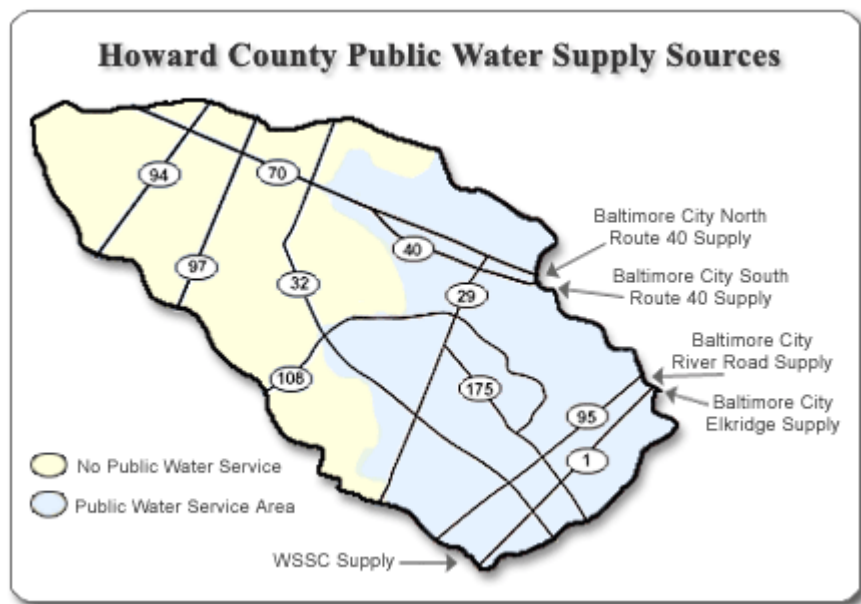 Howard County Public Water Supply Sources
94
70
97
40
32
29
108
175
95
1
Baltimore City North
Route 40 Supply
Baltimore City South
Route 40 Supply
Baltimore City
River Road Supply
Baltimore City
Elkridge Supply
No Public Water Service
Public Water Service Area
WSSC Supply